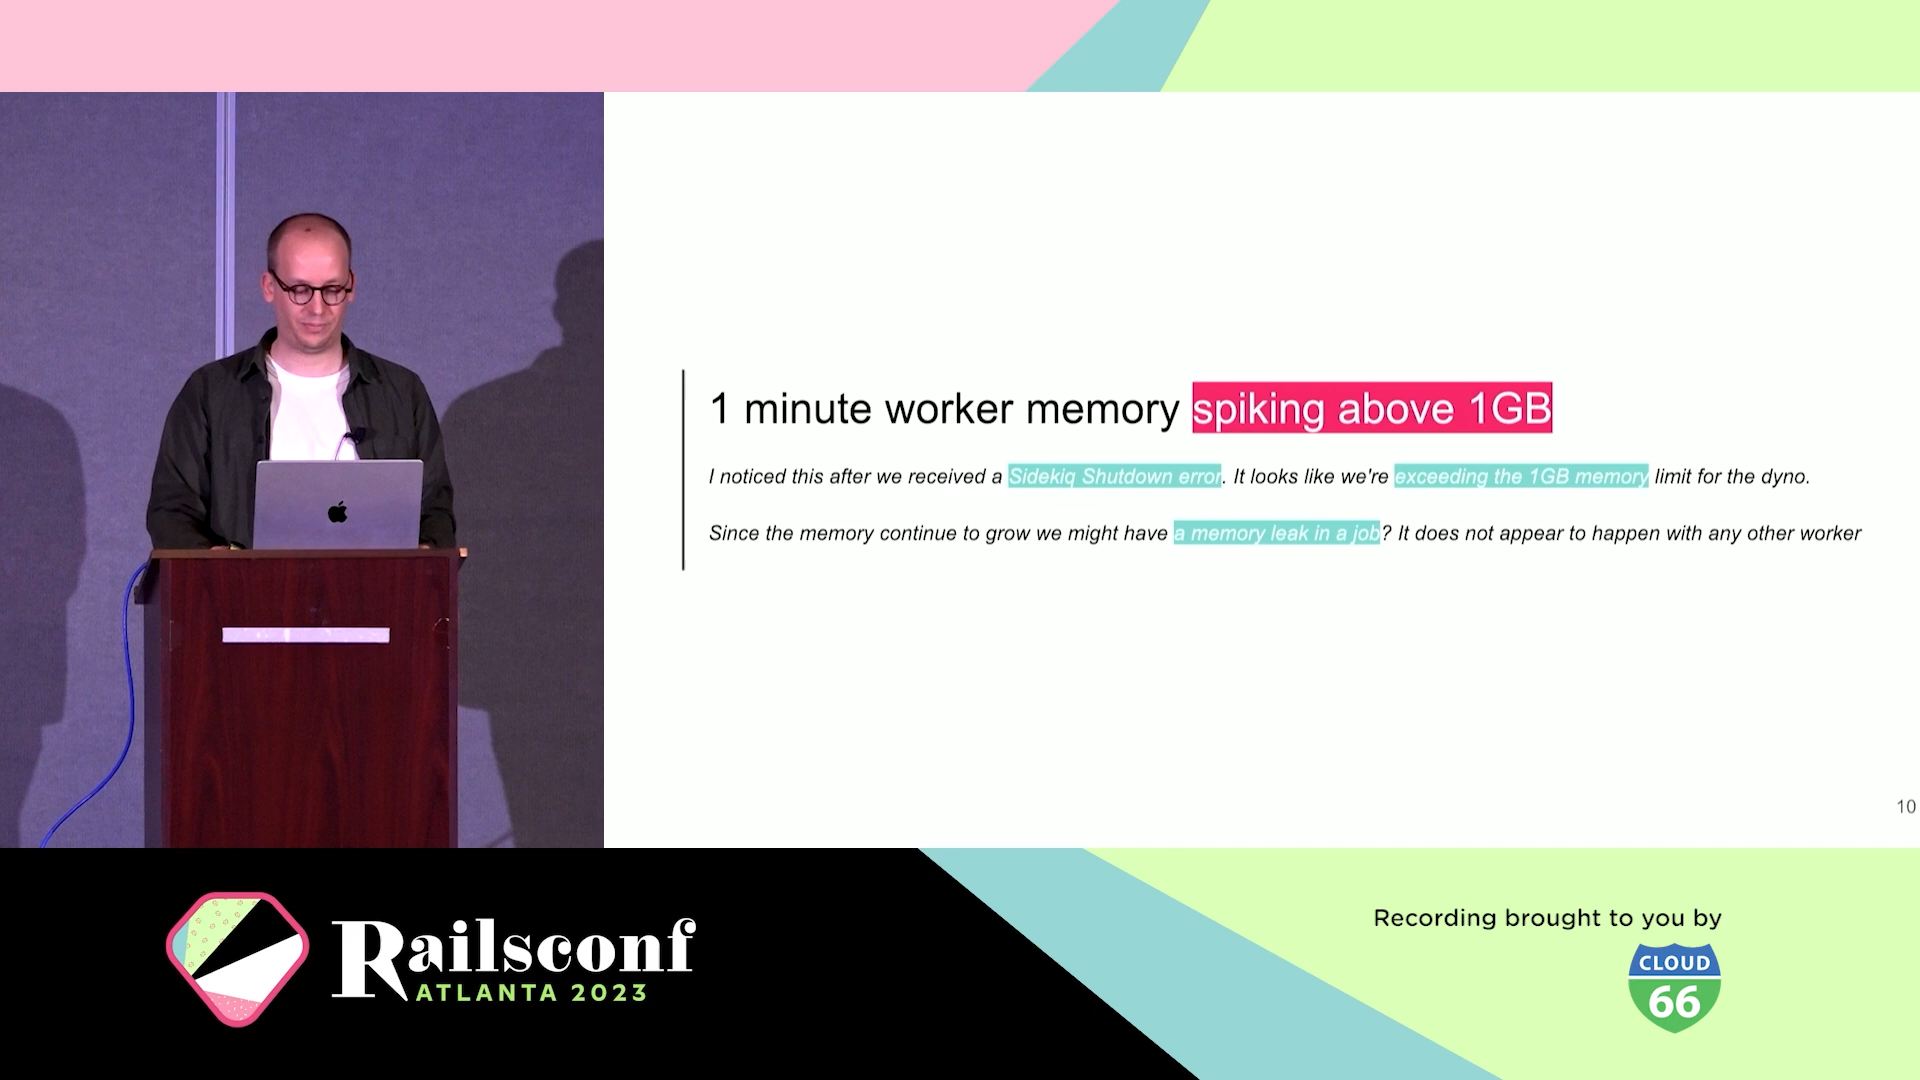 1 minute worker memory spiking above 1GB
I noticed this after we received a Sidekiq Shutdown error. It looks like we're exceeding the 1GB memory limit for the dyno.
Since the memory continue to grow we might have a memory leak in a job? It does not appear to happen with any other worker
10
Railsconf
ATLANTA 2023
Recording brought to you by
CLOUD
66